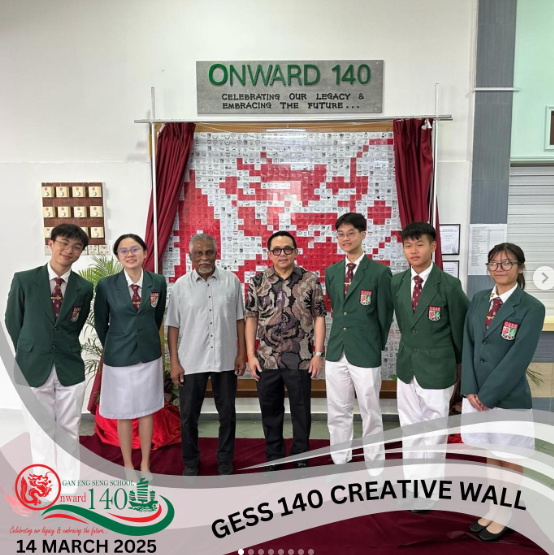 ONWARD 140
CELEBRATING OUR LEGACY &
EMBRACING THE FUTURE...
GAN ENG SENG SCHOOL
Onward 140
Celebrating our legacy & embracing the future...
14 MARCH 2025
GESS 140 CREATIVE WALL